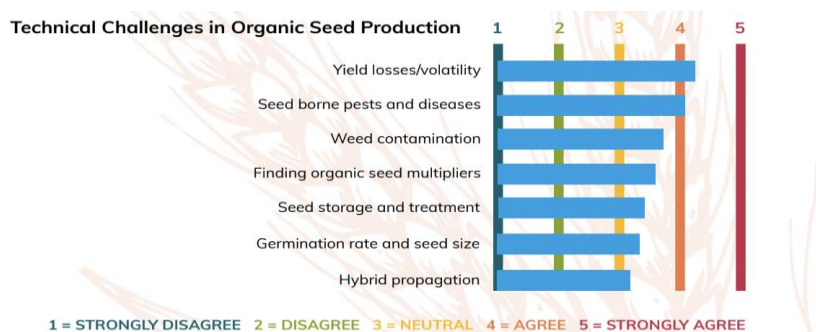 Technical Challenges in Organic Seed Production 1 2 3 4 5
Yield losses/volatility
Seed borne pests and diseases
Weed contamination
Finding organic seed multipliers
Seed storage and treatment
Germination rate and seed size
Hybrid propagation
1 = STRONGLY DISAGREE 2 = DISAGREE 3 = NEUTRAL 4 = AGREE 5 = STRONGLY AGREE